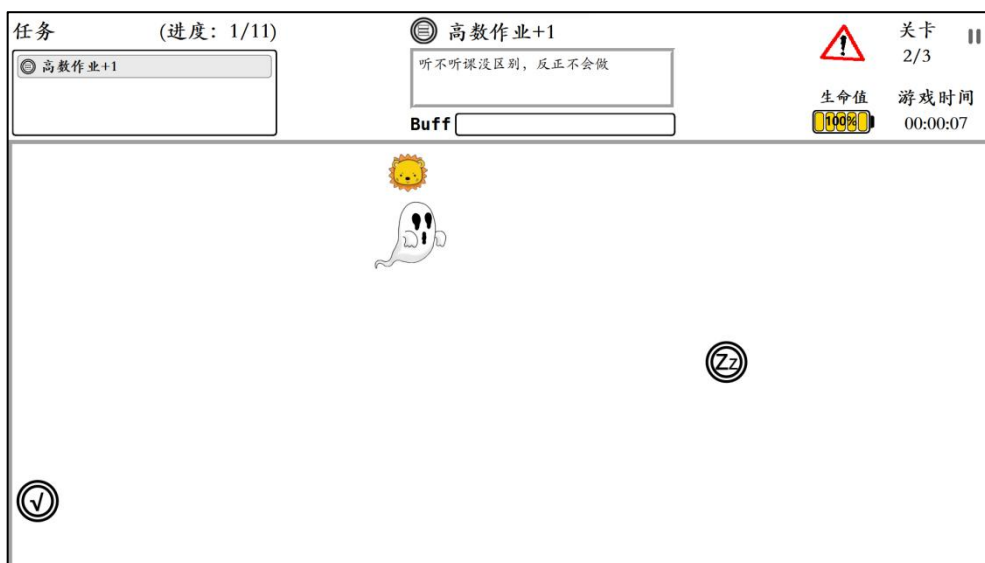 任务 (进度: 1/11)
高数作业+1
高数作业+1
听不听课没区别，反正不会做
Buff
关卡
2/3
生命值
100%
游戏时间
00:00:07
Zz
√